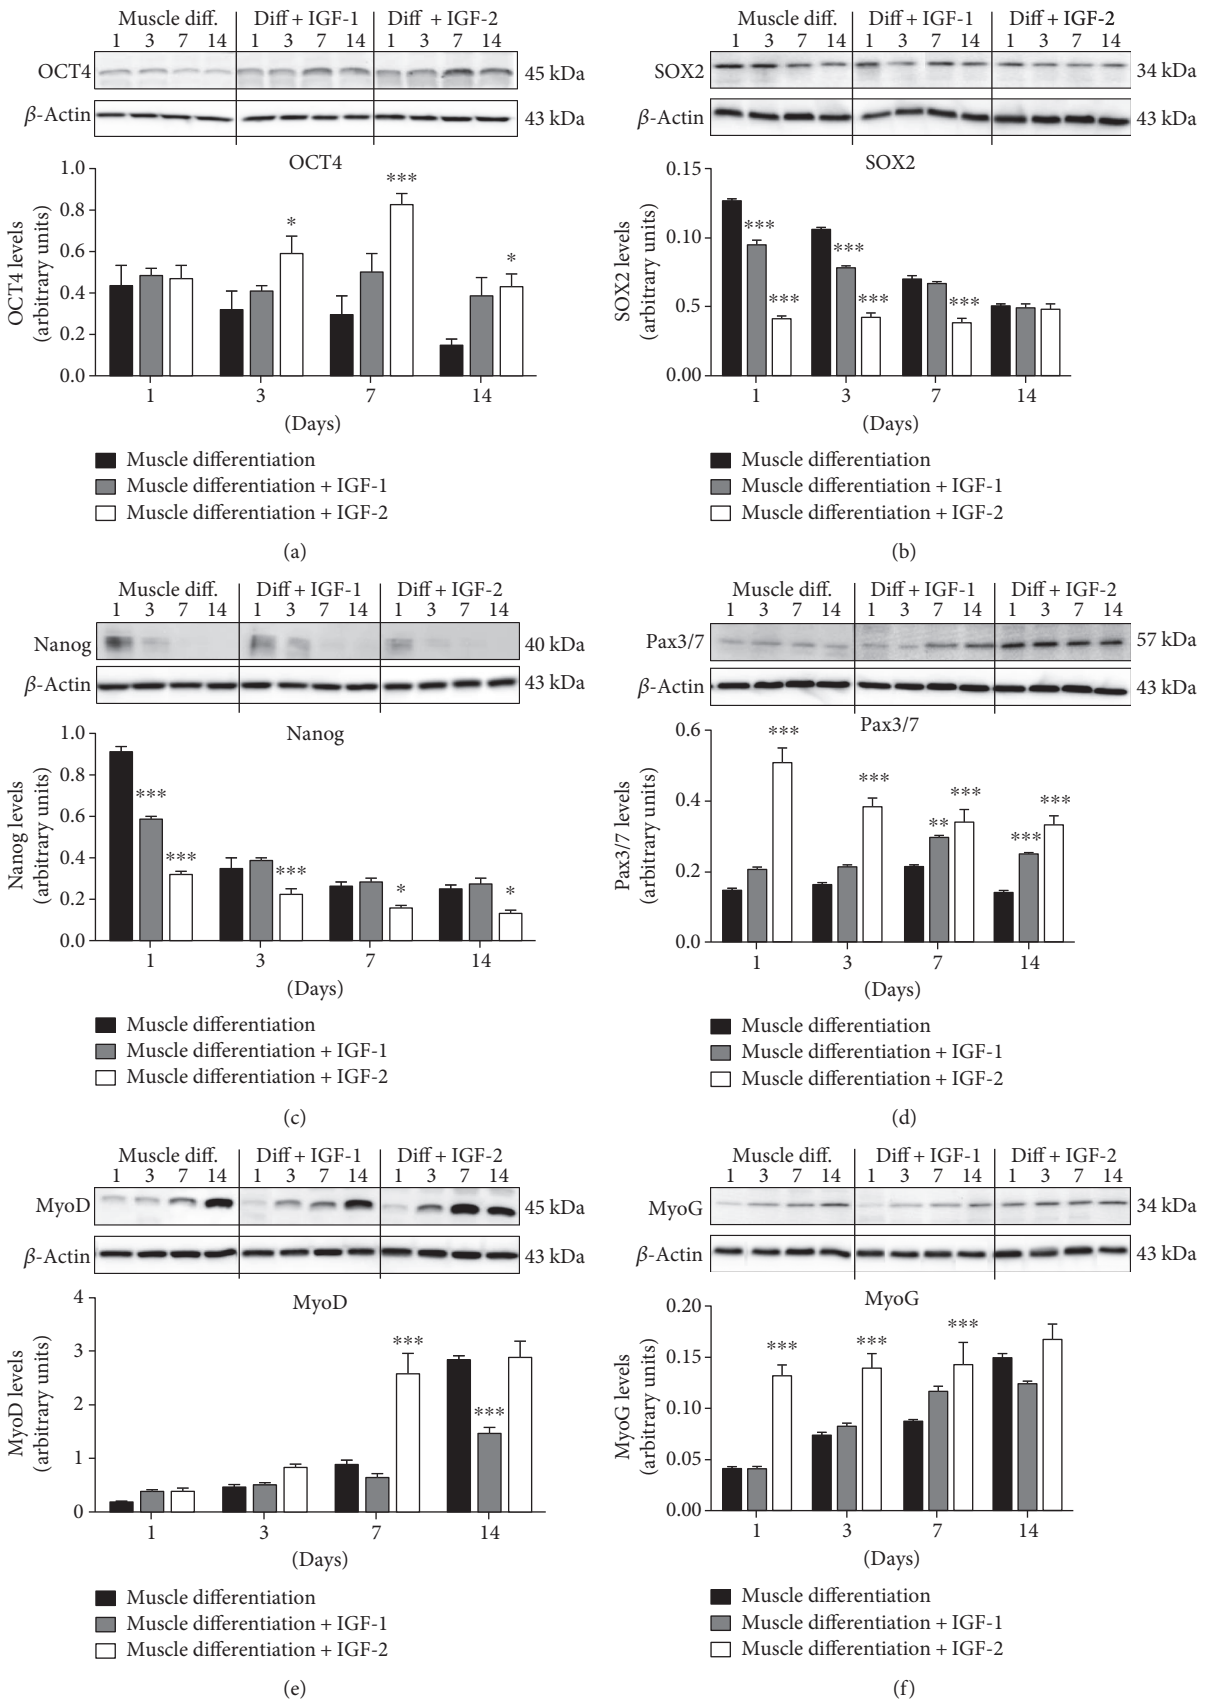 Muscle diff. Diff + IGF-1 Diff + IGF-2
1 3 7 14 1 3 7 14 1 3 7 14
OCT4 45 kDa
β-Actin 43 kDa
OCT4
1.0
0.8
0.6
0.4
0.2
0.0
OCT4 levels
(arbitrary units)
* *** *
1 3 7 14
(Days)
Muscle differentiation
Muscle differentiation + IGF-1
Muscle differentiation + IGF-2
(a)
Muscle diff. Diff + IGF-1 Diff + IGF-2
1 3 7 14 1 3 7 14 1 3 7 14
SOX2 34 kDa
β-Actin 43 kDa
SOX2
0.15
0.10
0.5
0.00
SOX2 levels
(arbitrary units)
*** *** *** *** ***
1 3 7 14
(Days)
Muscle differentiation
Muscle differentiation + IGF-1
Muscle differentiation + IGF-2
(b)
Muscle diff. Diff + IGF-1 Diff + IGF-2
1 3 7 14 1 3 7 14 1 3 7 14
Nanog 40 kDa
β-Actin 43 kDa
Nanog
1.0
0.8
0.6
0.4
0.2
0.0
Nanog levels
(arbitrary units)
*** *** *** * *
1 3 7 14
(Days)
Muscle differentiation
Muscle differentiation + IGF-1
Muscle differentiation + IGF-2
(c)
Muscle diff. Diff + IGF-1 Diff + IGF-2
1 3 7 14 1 3 7 14 1 3 7 14
Pax3/7 57 kDa
β-Actin 43 kDa
Pax3/7
0.6
0.4
0.2
0.0
Pax3/7 levels
(arbitrary units)
*** *** ** *** *** ***
1 3 7 14
(Days)
Muscle differentiation
Muscle differentiation + IGF-1
Muscle differentiation + IGF-2
(d)
Muscle diff. Diff + IGF-1 Diff + IGF-2
1 3 7 14 1 3 7 14 1 3 7 14
MyoD 45 kDa
β-Actin 43 kDa
MyoD
4
3
2
1
0
MyoD levels
(arbitrary units)
*** ***
1 3 7 14
(Days)
Muscle differentiation
Muscle differentiation + IGF-1
Muscle differentiation + IGF-2
(e)
Muscle diff. Diff + IGF-1 Diff + IGF-2
1 3 7 14 1 3 7 14 1 3 7 14
MyoG 34 kDa
β-Actin 43 kDa
MyoG
0.20
0.15
0.10
0.05
0.00
MyoG levels
(arbitrary units)
*** *** ***
1 3 7 14
(Days)
Muscle differentiation
Muscle differentiation + IGF-1
Muscle differentiation + IGF-2
(f)